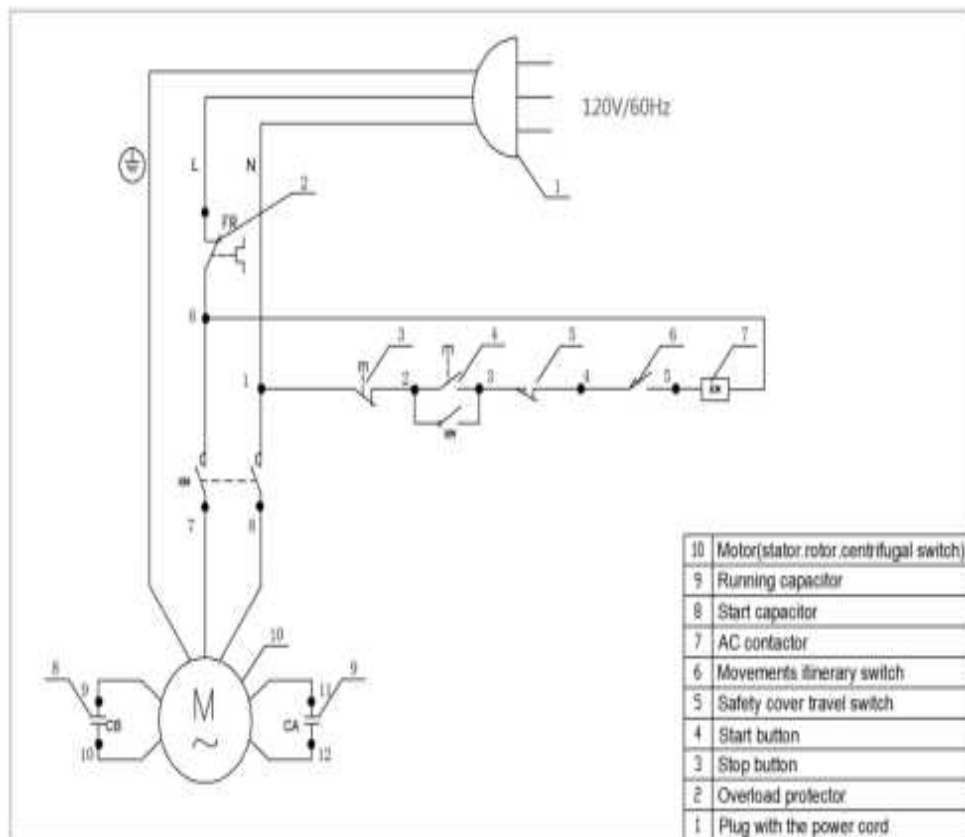 120V/60Hz
1
L
N
2
FR
6
3
4
5
6
7
m
m
1
2
3
4
5
KM
KM
KM
7
8
10
8
9
9
11
M
CB
CA
10
12
10 Motor(stator.rotor.centrifugal switch)
9 Running capacitor
8 Start capacitor
7 AC contactor
6 Movements itinerary switch
5 Safety cover travel switch
4 Start button
3 Stop button
2 Overload protector
1 Plug with the power cord